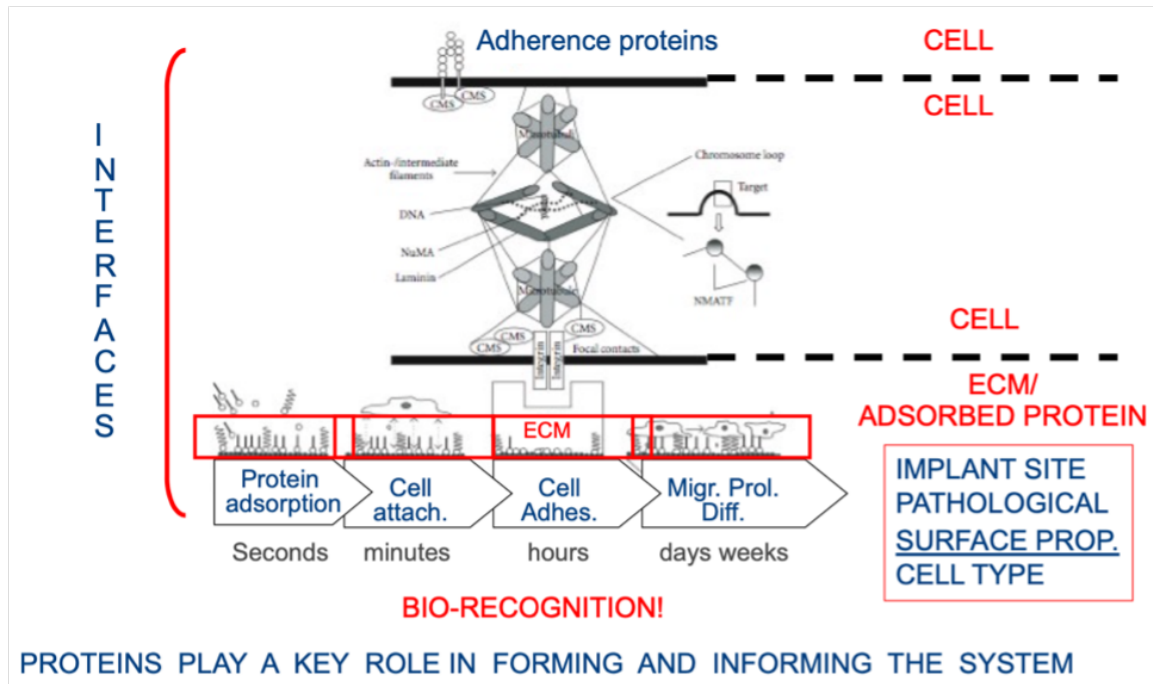 Adherence proteins
CELL
CMS
CMS
CELL
INTERFACES
Microtubuli
Actin-/intermediate
filaments
Chromosome loop
Target
DNA
NuMA
Laminin
NMATF
CMS
CMS
CMS
Integrin
Integrin
Focal contacts
CELL
ECM/
ADSORBED PROTEIN
ECM
Protein
adsorption
Cell
attach.
Cell
Adhes.
Migr. Prol.
Diff.
Seconds
minutes
hours
days weeks
IMPLANT SITE
PATHOLOGICAL
SURFACE PROP.
CELL TYPE
BIO-RECOGNITION!
PROTEINS PLAY A KEY ROLE IN FORMING AND INFORMING THE SYSTEM